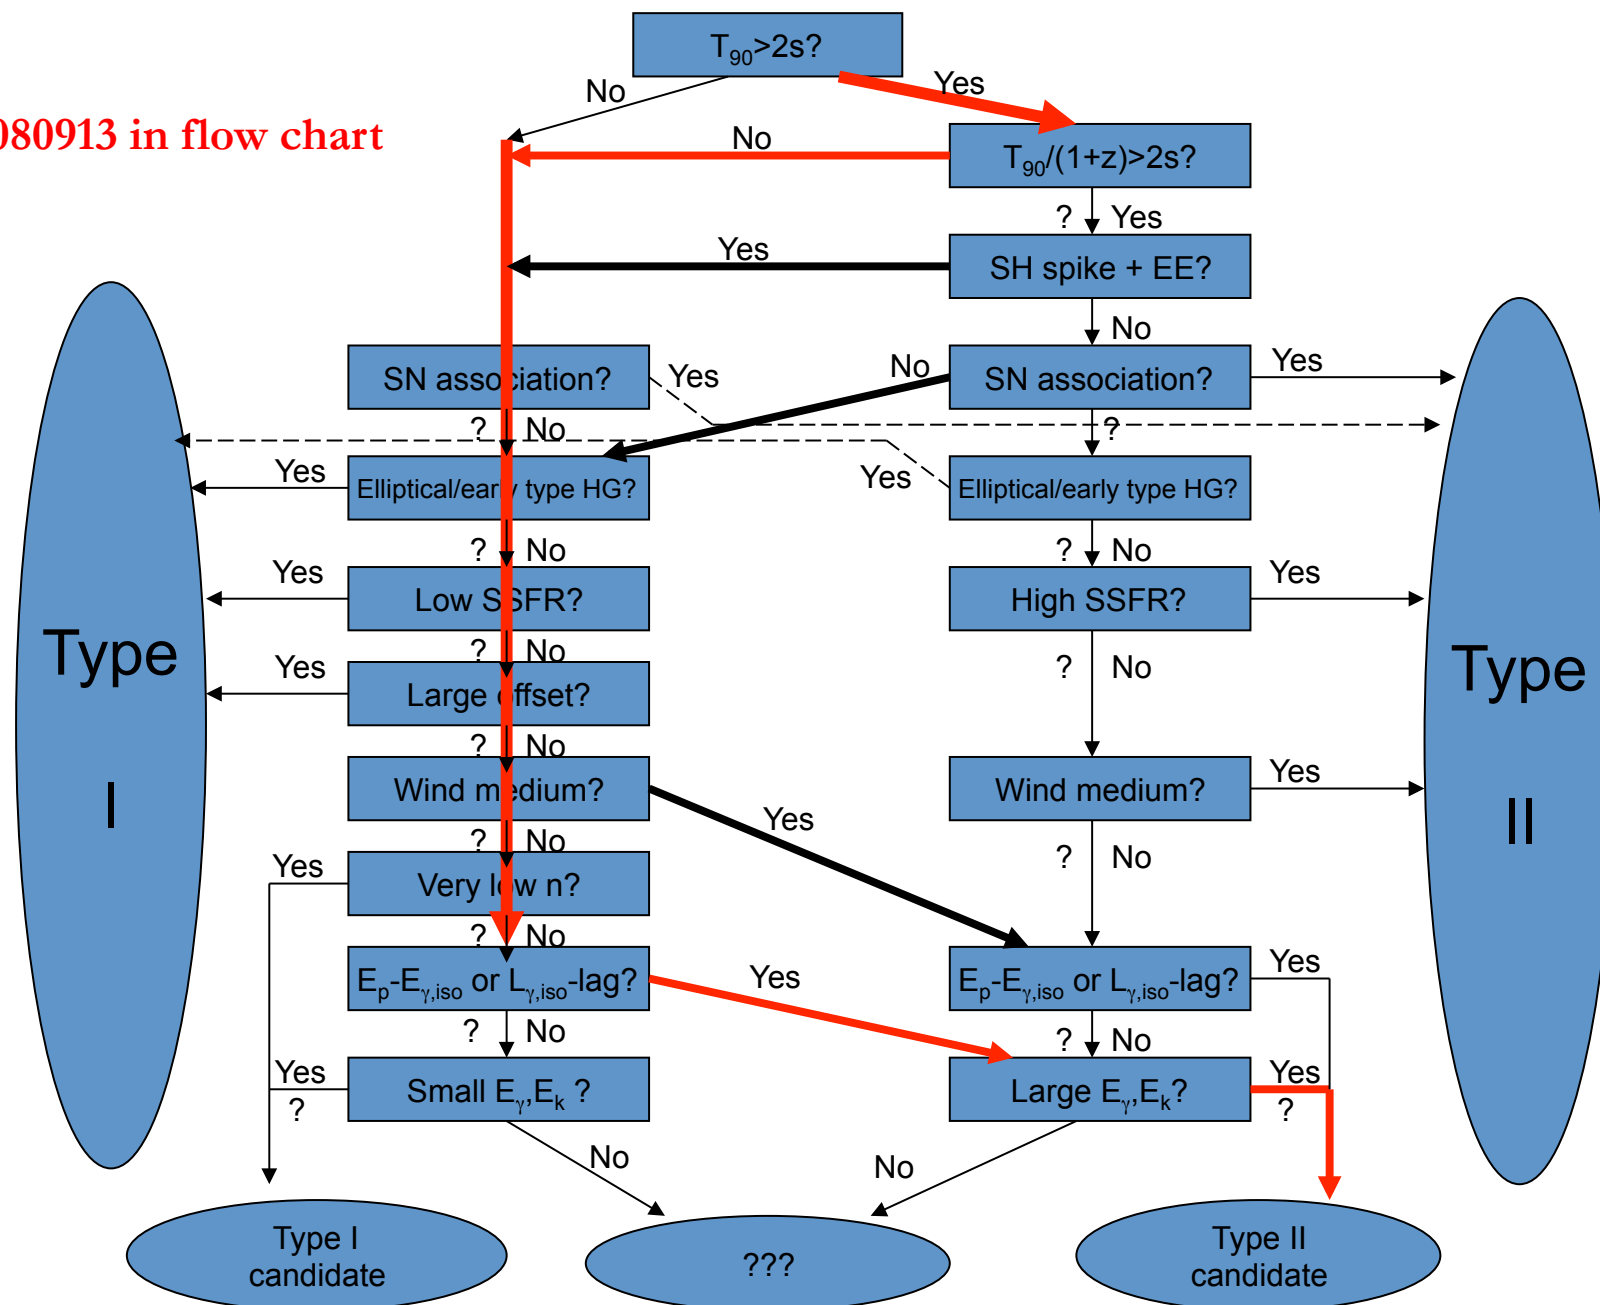 T90>2s?
No
Yes
080913 in flow chart
No
T90/(1+z)>2s?
? Yes
Yes
SH spike + EE?
No
SN association?
Yes
No
SN association?
Yes
? No
?
Yes
Elliptical/early type HG?
Yes
Elliptical/early type HG?
? No
? No
Yes
Low SSFR?
High SSFR?
Yes
Type
I
Type
II
? No
? No
Yes
Large offset?
? No
Wind medium?
Yes
Wind medium?
Yes
? No
? No
Yes
Very low n?
? No
Ep-Eγ,iso or Lγ,iso-lag?
Yes
Ep-Eγ,iso or Lγ,iso-lag?
Yes
? No
? No
Yes
?
Small Eγ,Ek ?
Large Eγ,Ek?
Yes
?
No
No
Type I
candidate
???
Type II
candidate